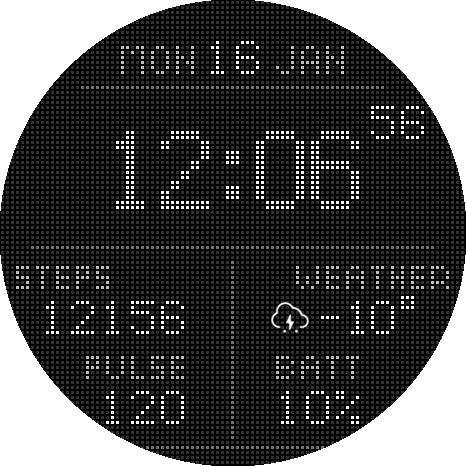 MON 16 JAN
12:06 56
STEPS
12156
WEATHER
-10°
PULSE
120
BATT
10%